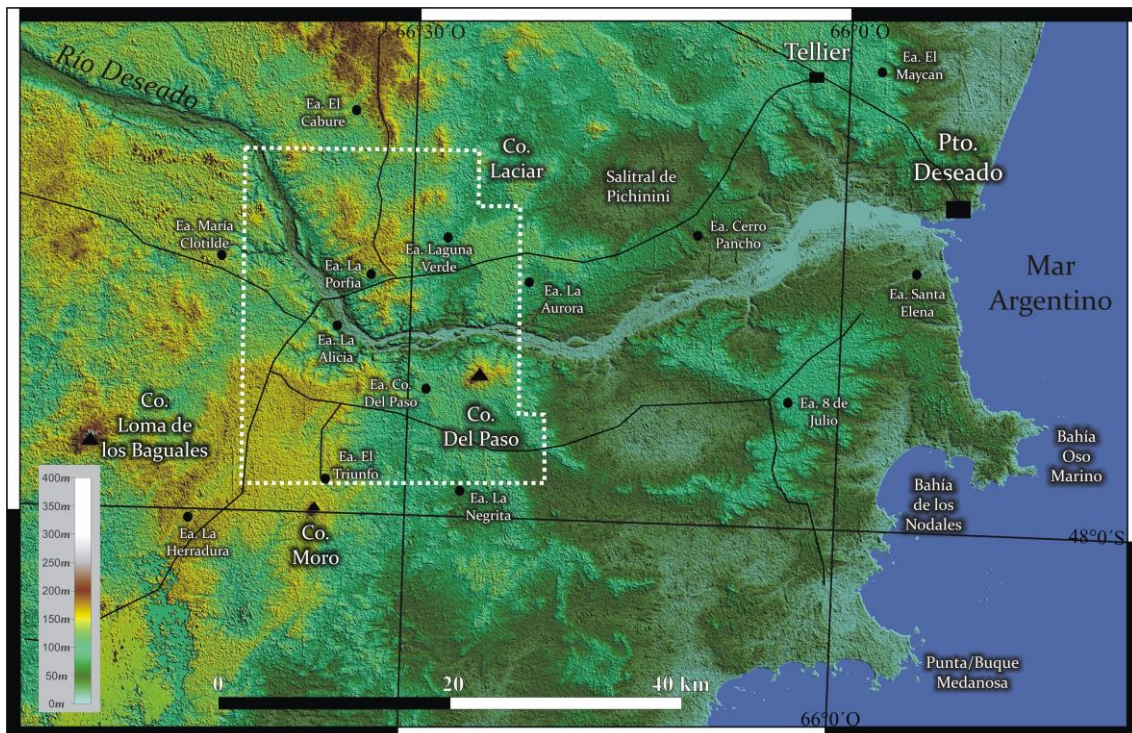 66°30´O
66°0´O
Tellier
Ea. El
Maycan
Río Deseado
Ea. El
Cabure
Co.
Laciar
Pto.
Deseado
Salitral de
Pichinini
Ea. María
Clotilde
Ea. Laguna
Verde
Ea. Cerro
Pancho
Ea. La
Porfia
Ea. La
Aurora
Mar
Argentino
Ea. Santa
Elena
Ea. La
Alicia
Ea. Co.
Del Paso
Co.
Del Paso
Ea. 8 de
Julio
Co.
Loma de
los Baguales
Bahía
Oso
Marino
Ea. El
Triunfo
Bahía
de los
Nodales
Ea. La
Negrita
Ea. La
Herradura
Co.
Moro
48°0´S
400m
350m
300m
250m
200m
150m
100m
50m
0m
Punta/Buque
Medanosa
0
20
40 km
66°0´O